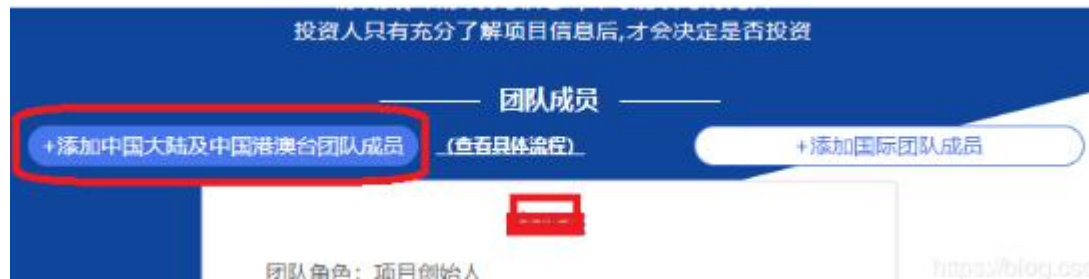 投资人只有充分了解项目信息后,才会决定是否投资
团队成员
+添加中国大陆及中国港澳台团队成员 (查看具体流程) +添加国际团队成员
团队角色：项目创始人
https://blog.cs